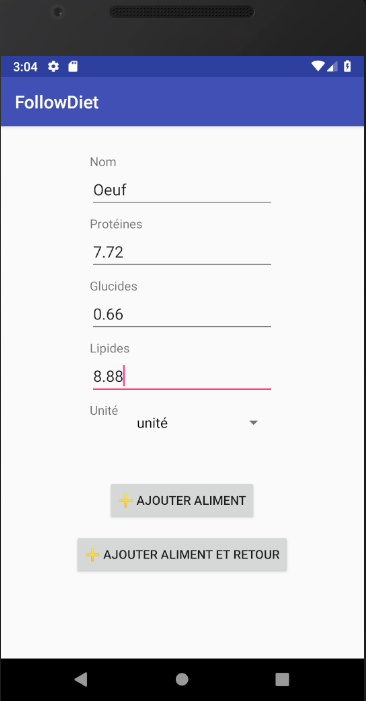 3:04
FollowDiet
Nom
Oeuf
Protéines
7.72
Glucides
0.66
Lipides
8.88
Unité
unité
AJOUTER ALIMENT
AJOUTER ALIMENT ET RETOUR